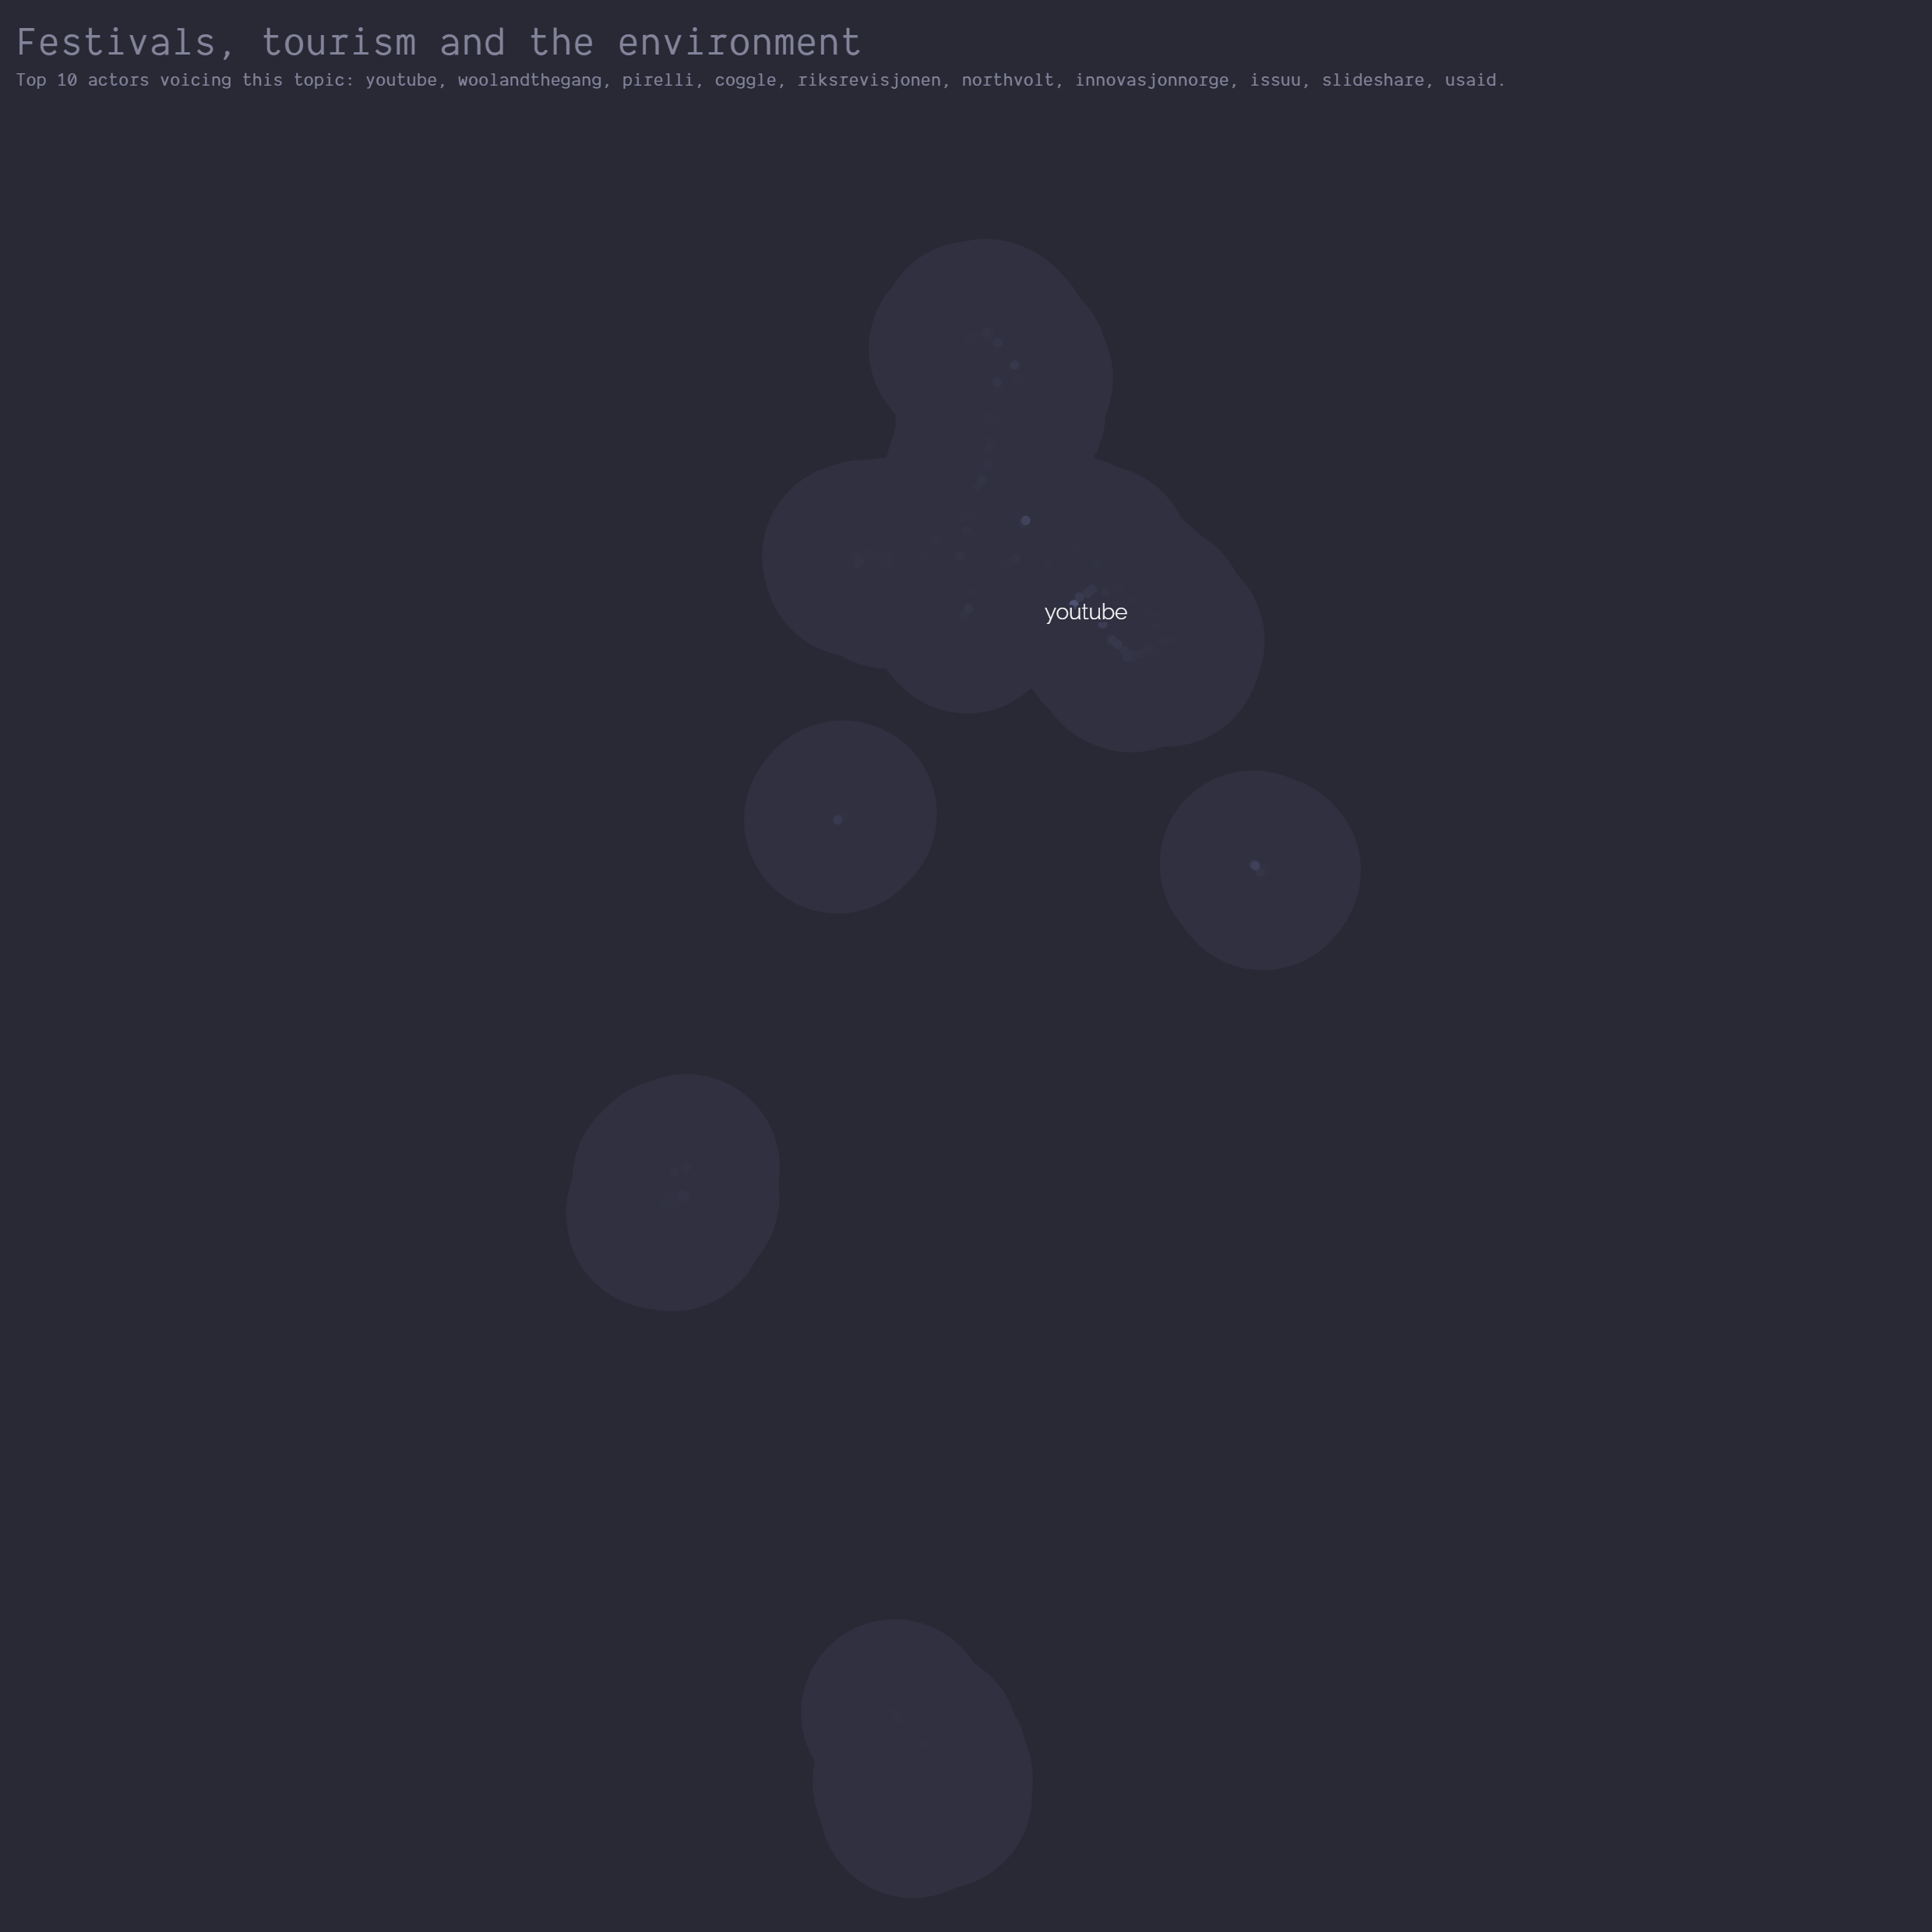 Festivals, tourism and the environment
Top 10 actors voicing this topic: youtube, woolandthegang, pirelli, coggle, riksrevisjonen, northvolt, innovasjonnorge, issuu, slideshare, usaid.
youtube